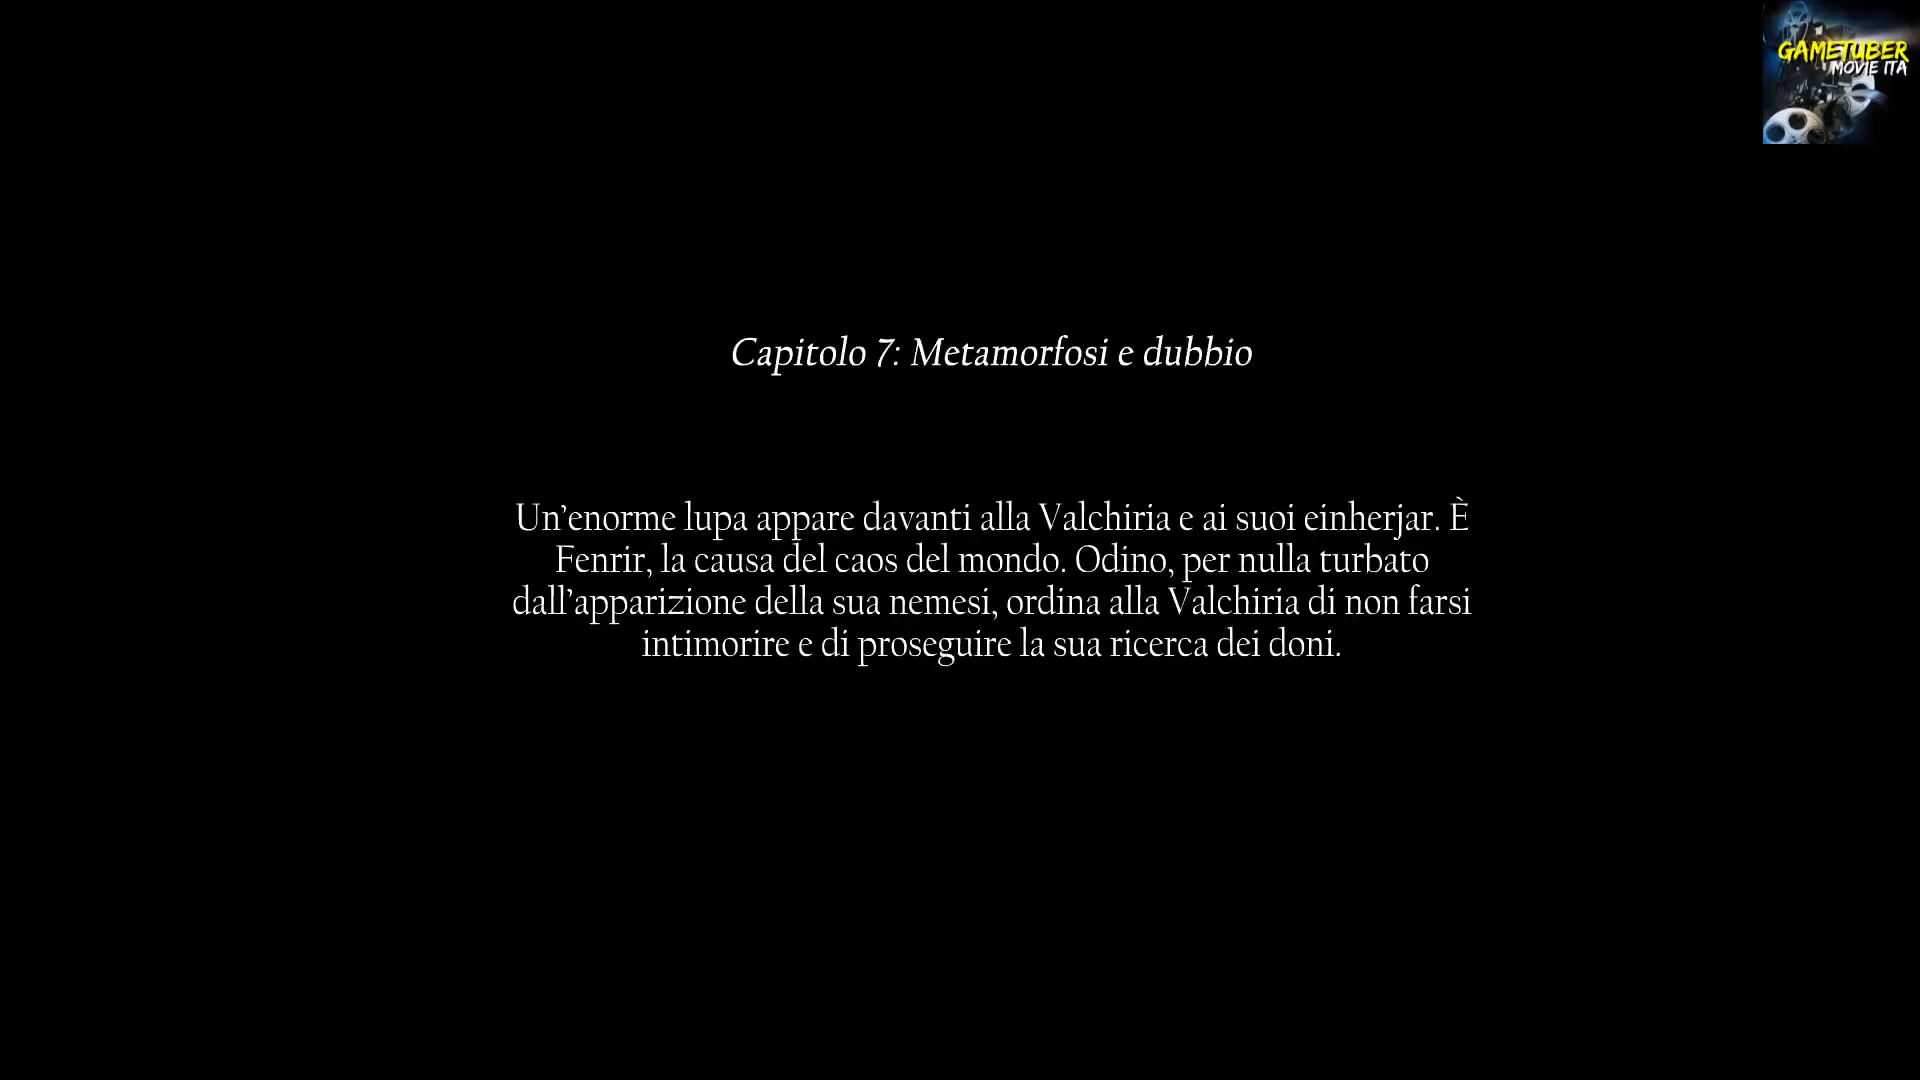 GAMETUBER
MOVIE ITA
Capitolo 7: Metamorfosi e dubbio
Un’enorme lupa appare davanti alla Valchiria e ai suoi einherjar. È
Fenrir, la causa del caos del mondo. Odino, per nulla turbato
dall’apparizione della sua nemesi, ordina alla Valchiria di non farsi
intimorire e di proseguire la sua ricerca dei doni.